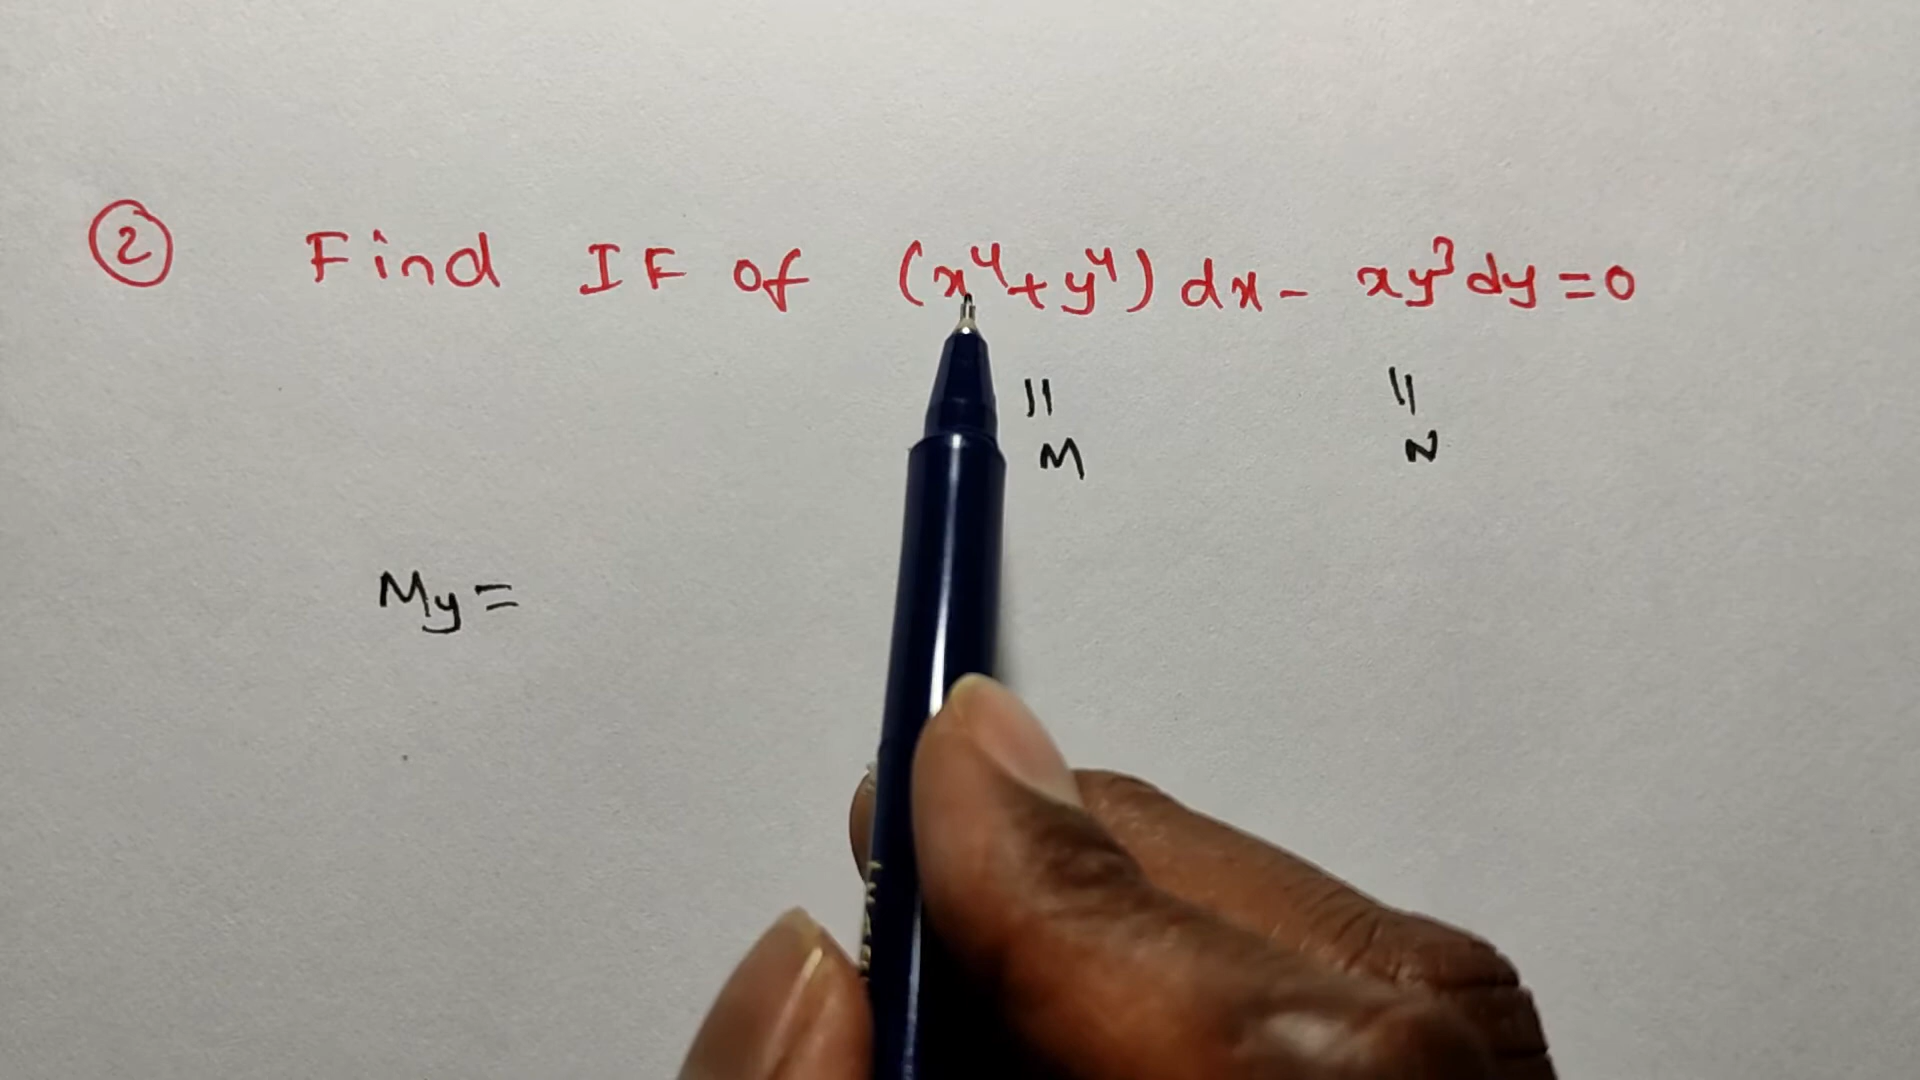 ② Find IF of (x⁴+y⁴) dx - xy³dy=0
|| ||
M N
My=